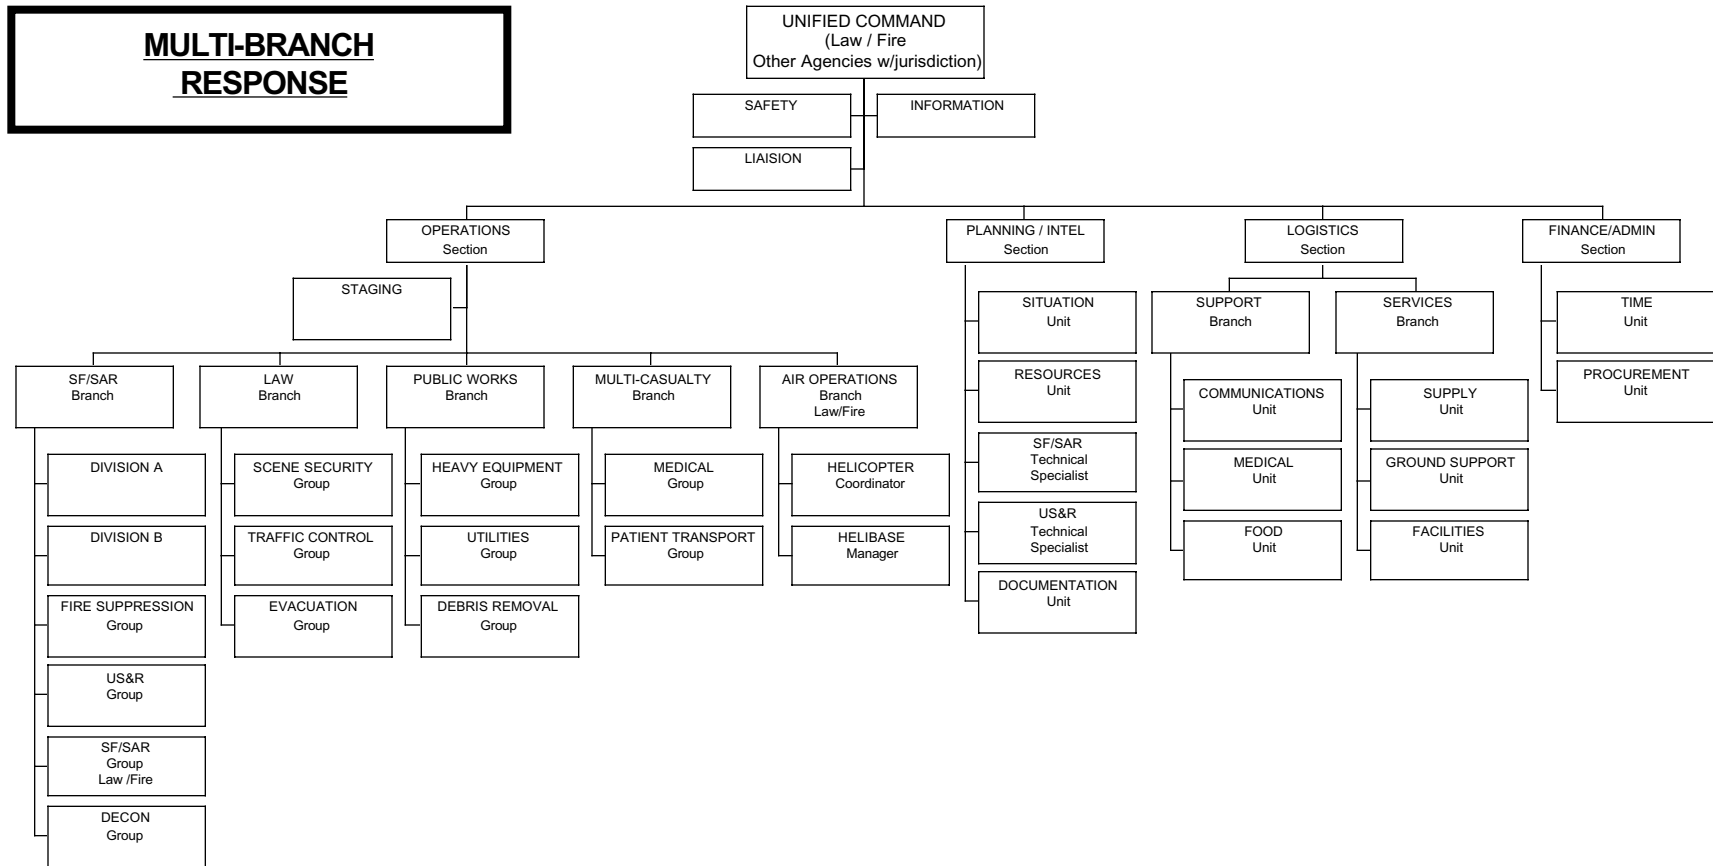 MULTI-BRANCH
RESPONSE
UNIFIED COMMAND
(Law / Fire
Other Agencies w/jurisdiction)
SAFETY
INFORMATION
LIAISION
OPERATIONS
Section
PLANNING / INTEL
Section
LOGISTICS
Section
FINANCE/ADMIN
Section
STAGING
SITUATION
Unit
SUPPORT
Branch
SERVICES
Branch
TIME
Unit
SF/SAR
Branch
LAW
Branch
PUBLIC WORKS
Branch
MULTI-CASUALTY
Branch
AIR OPERATIONS
Branch
Law/Fire
RESOURCES
Unit
COMMUNICATIONS
Unit
SUPPLY
Unit
PROCUREMENT
Unit
DIVISION A
SCENE SECURITY
Group
HEAVY EQUIPMENT
Group
MEDICAL
Group
HELICOPTER
Coordinator
SF/SAR
Technical
Specialist
MEDICAL
Unit
GROUND SUPPORT
Unit
DIVISION B
TRAFFIC CONTROL
Group
UTILITIES
Group
PATIENT TRANSPORT
Group
HELIBASE
Manager
US&R
Technical
Specialist
FOOD
Unit
FACILITIES
Unit
FIRE SUPPRESSION
Group
EVACUATION
Group
DEBRIS REMOVAL
Group
DOCUMENTATION
Unit
US&R
Group
SF/SAR
Group
Law /Fire
DECON
Group